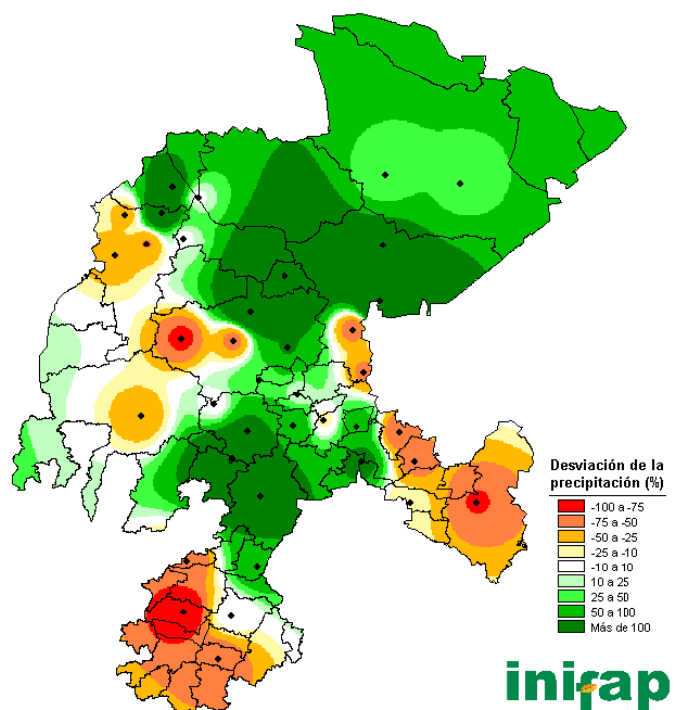 Desviación de la
precipitación (%)
-100 a -75
-75 a -50
-50 a -25
-25 a -10
-10 a 10
10 a 25
25 a 50
50 a 100
Más de 100
inifap